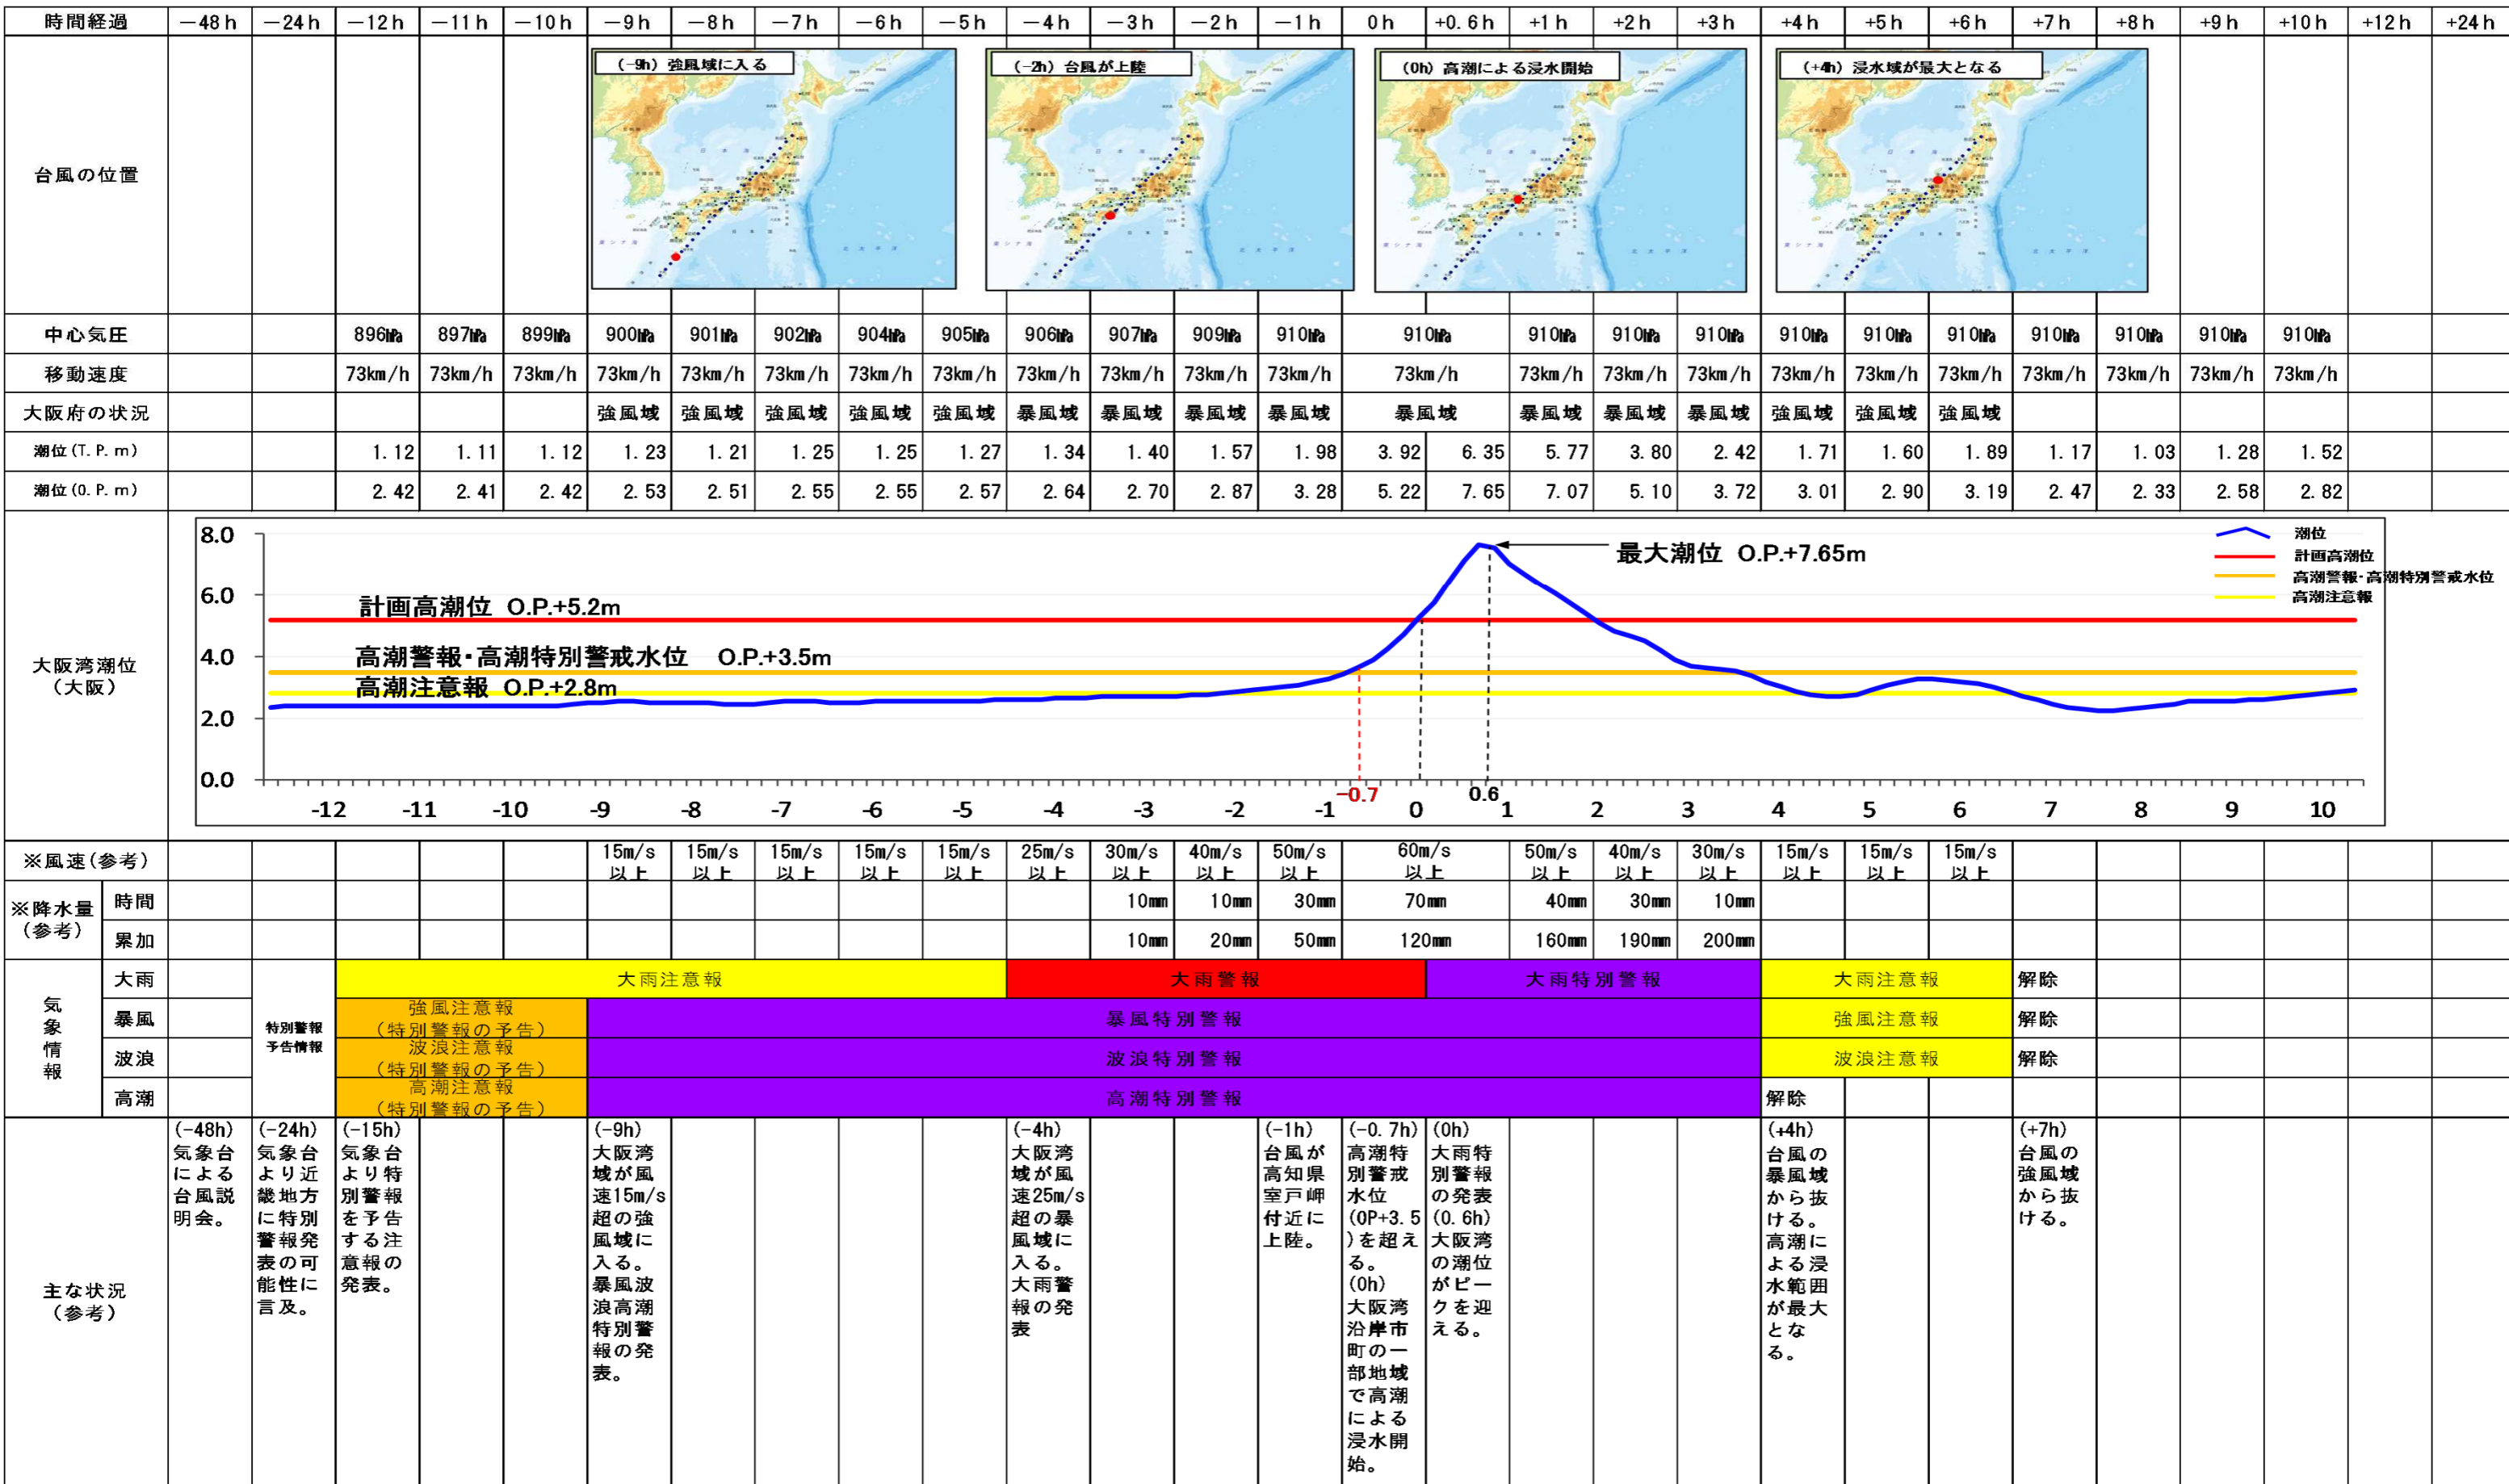 時間経過 －48h －24h －12h －11h －10h －9h －8h －7h －6h －5h －4h －3h －2h －1h 0h +0.6h +1h +2h +3h +4h +5h +6h +7h +8h +9h +10h +12h +24h
台風の位置
(-9h) 強風域に入る
(-2h) 台風が上陸
(0h) 高潮による浸水開始
(+4h) 浸水域が最大となる
中心気圧 896hPa 897hPa 899hPa 900hPa 901hPa 902hPa 904hPa 905hPa 906hPa 907hPa 909hPa 910hPa 910hPa 910hPa 910hPa 910hPa 910hPa 910hPa 910hPa 910hPa 910hPa 910hPa 910hPa
移動速度 73km/h 73km/h 73km/h 73km/h 73km/h 73km/h 73km/h 73km/h 73km/h 73km/h 73km/h 73km/h 73km/h 73km/h 73km/h 73km/h 73km/h 73km/h 73km/h 73km/h 73km/h 73km/h 73km/h
大阪府の状況 強風域 強風域 強風域 強風域 強風域 暴風域 暴風域 暴風域 暴風域 暴風域 暴風域 暴風域 暴風域 強風域 強風域 強風域
潮位(T.P.m) 1.12 1.11 1.12 1.23 1.21 1.25 1.25 1.27 1.34 1.40 1.57 1.98 3.92 6.35 5.77 3.80 2.42 1.71 1.60 1.89 1.17 1.03 1.28 1.52
潮位(O.P.m) 2.42 2.41 2.42 2.53 2.51 2.55 2.55 2.57 2.64 2.70 2.87 3.28 5.22 7.65 7.07 5.10 3.72 3.01 2.90 3.19 2.47 2.33 2.58 2.82
大阪湾潮位
（大阪）
8.0
6.0
4.0
2.0
0.0
最大潮位 O.P.+7.65m
計画高潮位 O.P.+5.2m
高潮警報・高潮特別警戒水位 O.P.+3.5m
高潮注意報 O.P.+2.8m
潮位
計画高潮位
高潮警報・高潮特別警戒水位
高潮注意報
－0.7 0.6
-12 -11 -10 -9 -8 -7 -6 -5 -4 -3 -2 -1 0 1 2 3 4 5 6 7 8 9 10
※風速(参考) 15m/s以上 15m/s以上 15m/s以上 15m/s以上 15m/s以上 25m/s以上 30m/s以上 40m/s以上 50m/s以上 60m/s以上 50m/s以上 40m/s以上 30m/s以上 15m/s以上 15m/s以上 15m/s以上
※降水量
（参考）
時間 10mm 10mm 30mm 70mm 40mm 30mm 10mm
累加 10mm 20mm 50mm 120mm 160mm 190mm 200mm
気象情報
特別警報
予告情報
大雨 大雨注意報 大雨警報 大雨特別警報 大雨注意報 解除
暴風 強風注意報
（特別警報の予告）
暴風特別警報 強風注意報 解除
波浪 波浪注意報
（特別警報の予告）
波浪特別警報 波浪注意報 解除
高潮 高潮注意報
（特別警報の予告）
高潮特別警報 解除
主な状況
（参考）
(-48h)
気象台
による
台風説
明会。
(-24h)
気象台
より近
畿地方
に特別
警報発
表の可
能性に
言及。
(-15h)
気象台
より特
別警報
を予告
する注
意報の
発表。
(-9h)
大阪湾
域が風
速15m/s
超の強
風域に
入る。
暴風波
浪高潮
特別警
報の発
表。
(-4h)
大阪湾
域が風
速25m/s
超の暴
風域に
入る。
大雨警
報の発
表
(-1h)
台風が
高知県
室戸岬
付近に
上陸。
(-0.7h)
高潮特
別警戒
水位
(OP+3.5
)を超え
る。
(0h)
大阪湾
沿岸市
町の一
部地域
で高潮
による
浸水開
始。
(0h)
大雨特
別警報
の発表
(0.6h)
大阪湾
の潮位
がピー
クを迎
える。
(+4h)
台風の
暴風域
から抜
ける。
高潮に
よる浸
水範囲
が最大
とな
る。
(+7h)
台風の
強風域
から抜
ける。